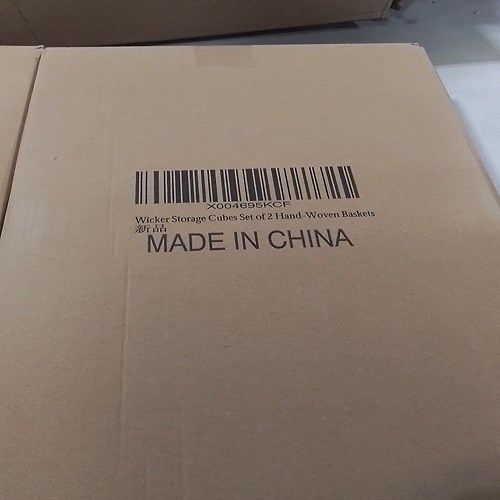 X004695KCF
Wicker Storage Cubes Set of 2 Hand-Woven Baskets
新品
MADE IN CHINA